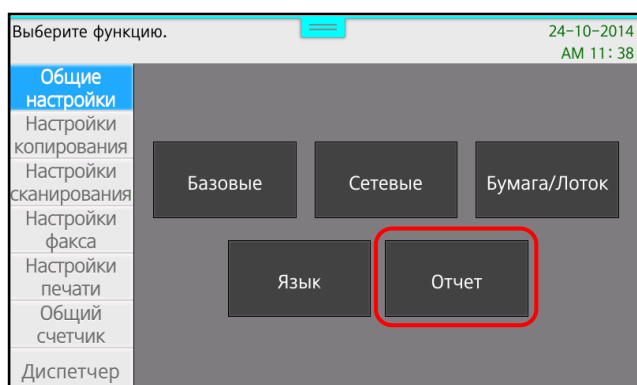 Выберите функцию.
24-10-2014
AM 11:38
Общие
настройки
Настройки
копирования
Настройки
сканирования
Настройки
факса
Настройки
печати
Общий
счетчик
Диспетчер
Базовые
Сетевые
Бумага/Лоток
Язык
Отчет